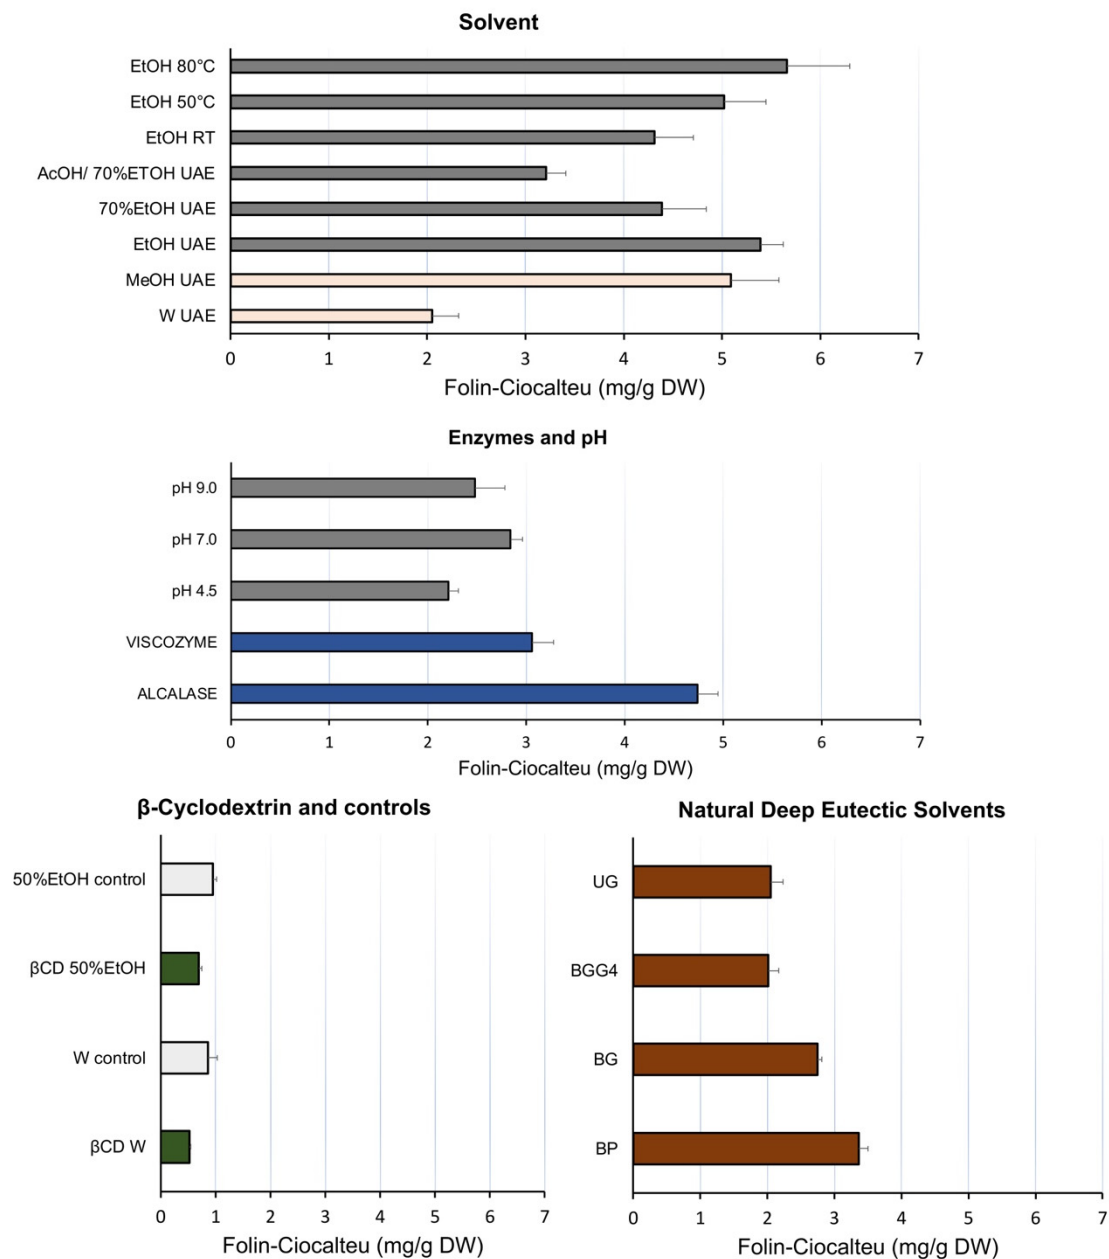 Solvent
EtOH 80°C
EtOH 50°C
EtOH RT
AcOH/ 70%ETOH UAE
70%EtOH UAE
EtOH UAE
MeOH UAE
W UAE
0 1 2 3 4 5 6 7
Folin-Ciocalteu (mg/g DW)
Enzymes and pH
pH 9.0
pH 7.0
pH 4.5
VISCOZYME
ALCALASE
0 1 2 3 4 5 6 7
Folin-Ciocalteu (mg/g DW)
β-Cyclodextrin and controls
50%EtOH control
βCD 50%EtOH
W control
βCD W
0 1 2 3 4 5 6 7
Folin-Ciocalteu (mg/g DW)
Natural Deep Eutectic Solvents
UG
BGG4
BG
BP
0 1 2 3 4 5 6 7
Folin-Ciocalteu (mg/g DW)